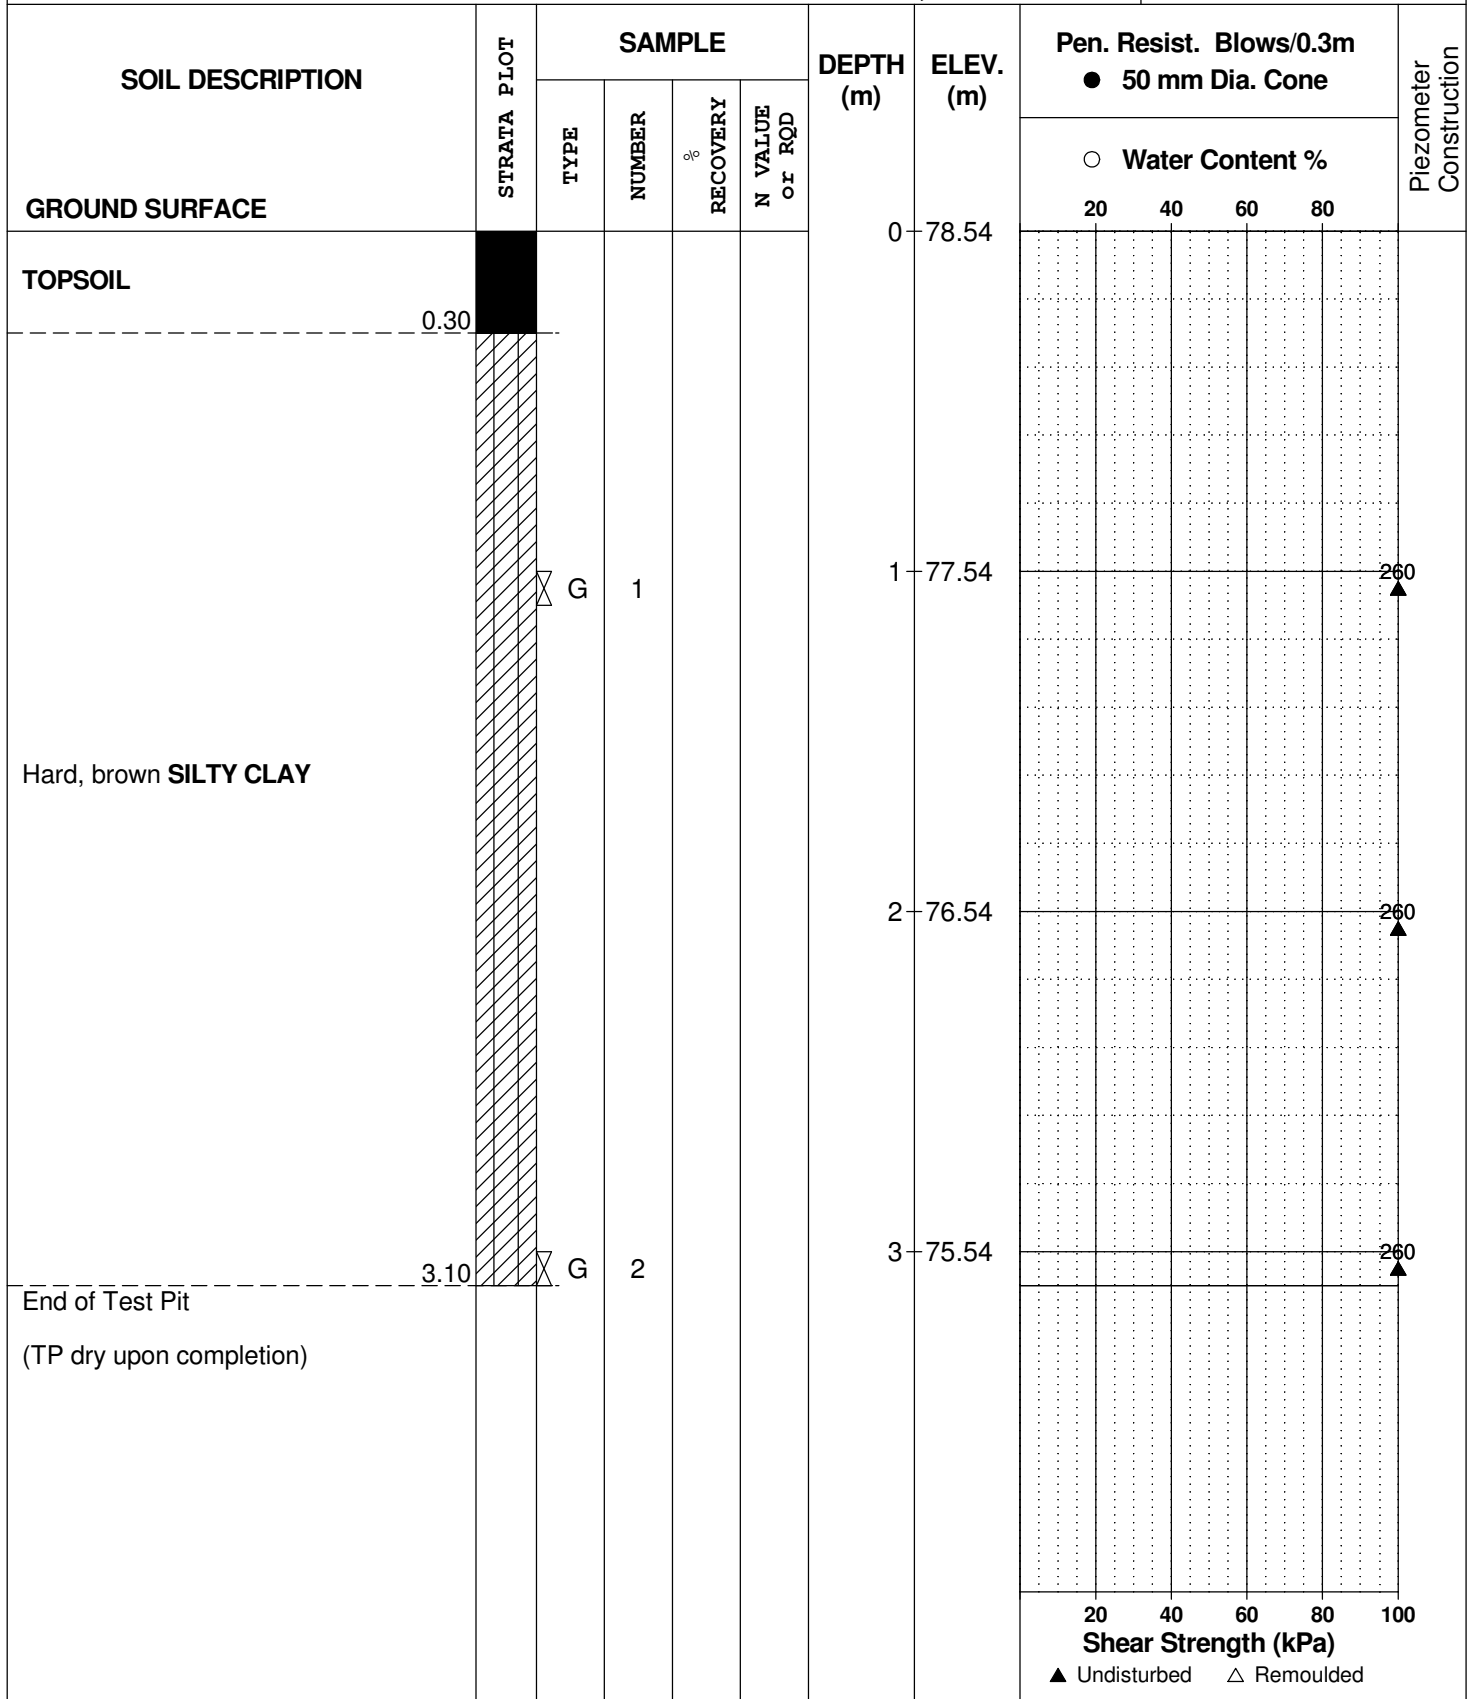 SOIL DESCRIPTION
GROUND SURFACE
STRATA PLOT
SAMPLE
TYPE
NUMBER
%
RECOVERY
N VALUE
or RQD
DEPTH
(m)
ELEV.
(m)
Pen. Resist. Blows/0.3m
● 50 mm Dia. Cone
○ Water Content %
20 40 60 80
Piezometer
Construction
0 78.54
TOPSOIL
0.30
1 77.54
260
G 1
Hard, brown SILTY CLAY
2 76.54
260
3 75.54
260
G 2
3.10
End of Test Pit
(TP dry upon completion)
20 40 60 80 100
Shear Strength (kPa)
▲ Undisturbed △ Remoulded